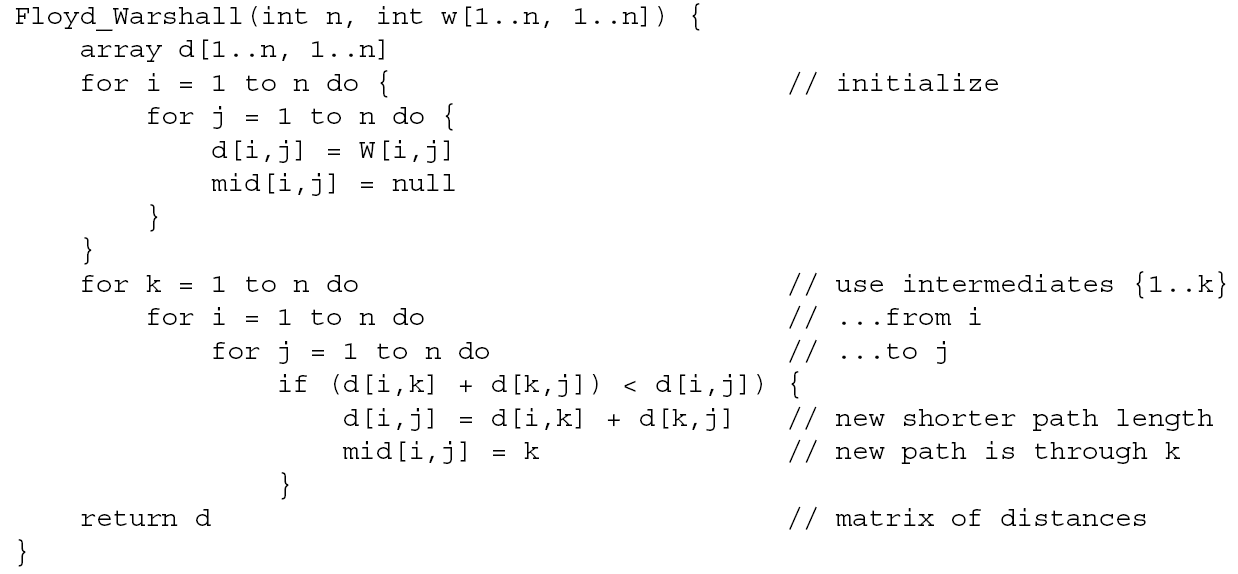 Floyd_Warshall(int n, int w[1..n, 1..n]) {
    array d[1..n, 1..n]
    for i = 1 to n do {                        // initialize
        for j = 1 to n do {
            d[i,j] = W[i,j]
            mid[i,j] = null
        }
    }
    for k = 1 to n do                          // use intermediates {1..k}
        for i = 1 to n do                      // ...from i
            for j = 1 to n do                  // ...to j
                if (d[i,k] + d[k,j]) < d[i,j]) {
                    d[i,j] = d[i,k] + d[k,j]   // new shorter path length
                    mid[i,j] = k               // new path is through k
                }
    return d                                   // matrix of distances
}